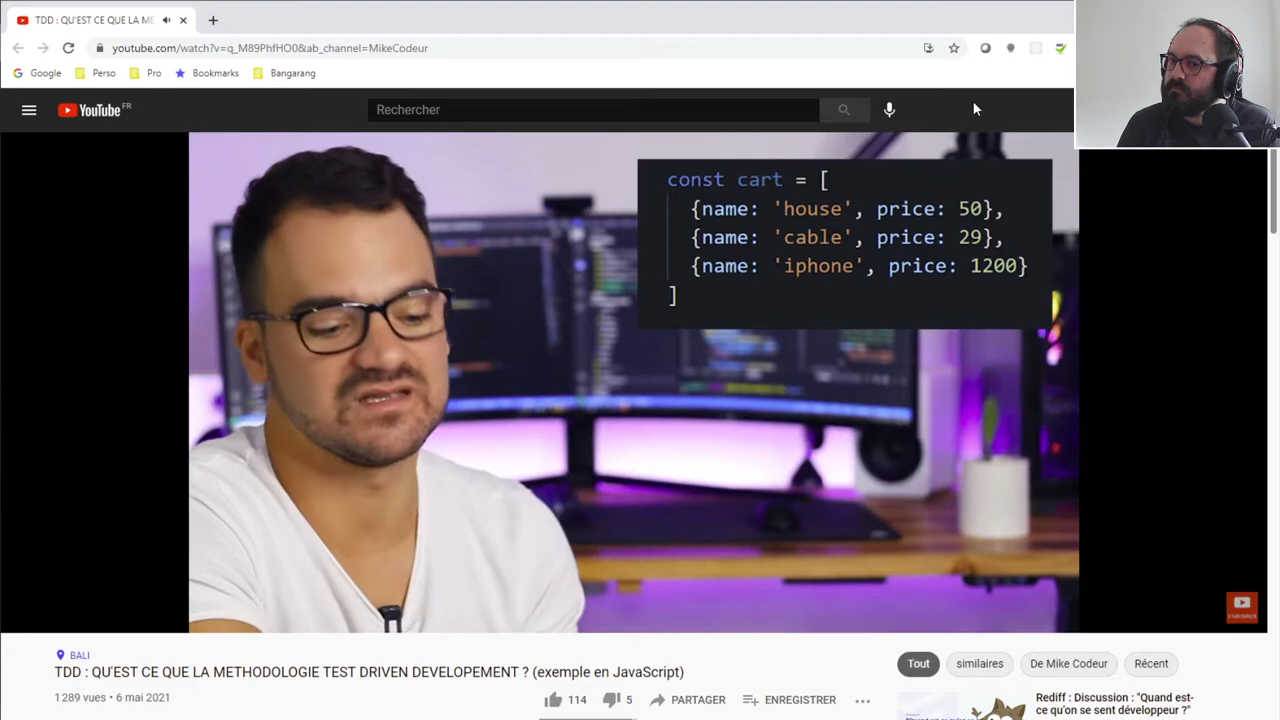 TDD : QU'EST CE QUE LA ME
youtube.com/watch?v=q_M89PhfHO0&ab_channel=MikeCodeur
Google
Perso
Pro
Bookmarks
Bangarang
YouTube FR
Rechercher
const cart = [
{name: 'house', price: 50},
{name: 'cable', price: 29},
{name: 'iphone', price: 1200}
]
S'ABONNER
BALI
TDD : QU'EST CE QUE LA METHODOLOGIE TEST DRIVEN DEVELOPEMENT ? (exemple en JavaScript)
1 289 vues • 6 mai 2021
114
5
PARTAGER
ENREGISTRER
Tout
similaires
De Mike Codeur
Récent
Rediff : Discussion : "Quand est-
ce qu'on se sent développeur ?"